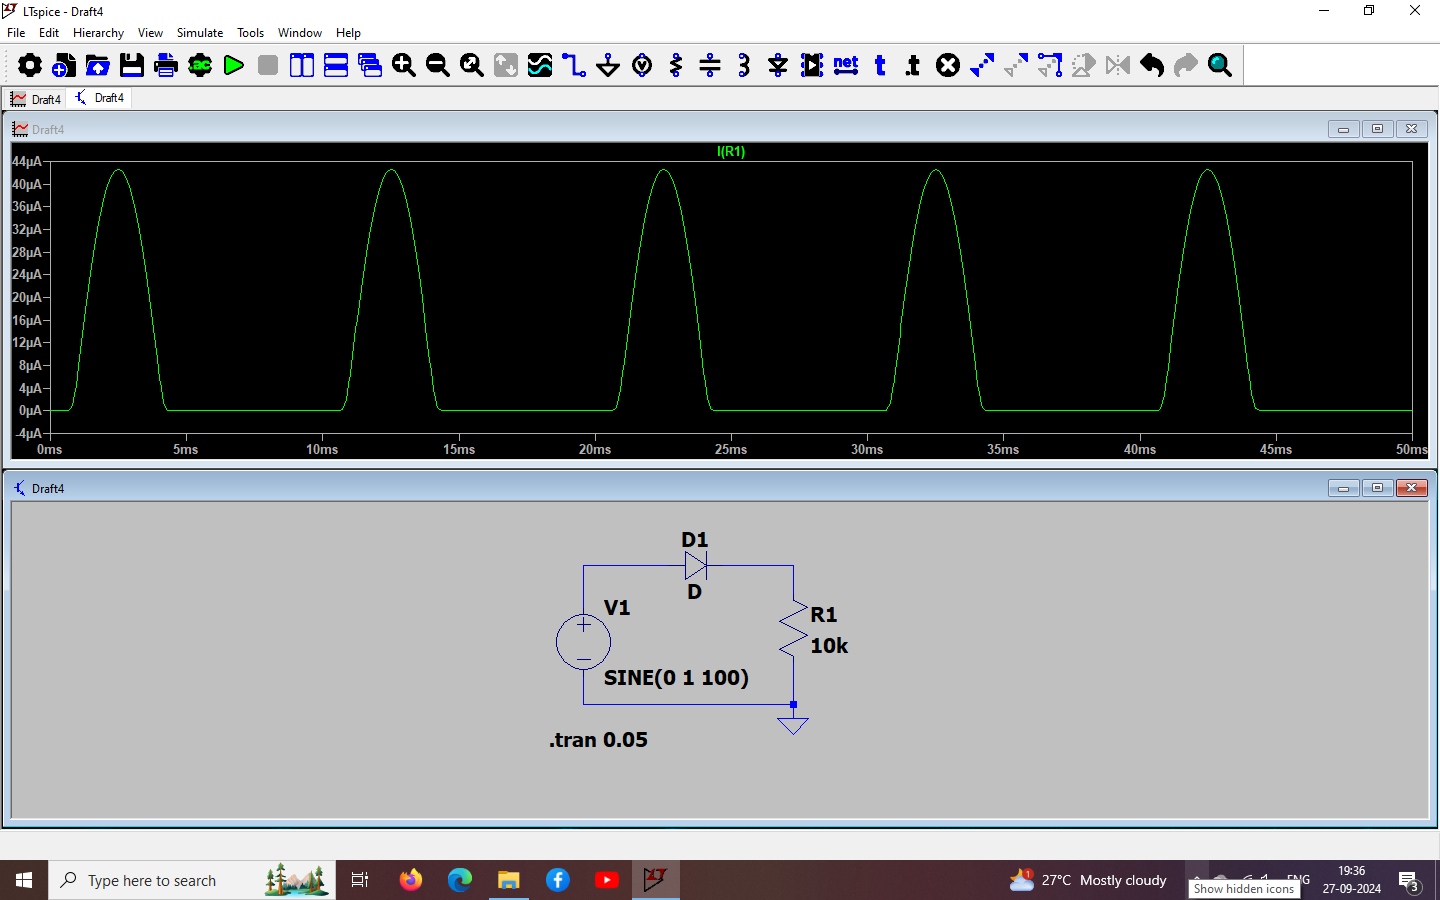 LTspice - Draft4
File Edit Hierarchy View Simulate Tools Window Help
.ac net t .t
Draft4 Draft4
Draft4
I(R1)
44µA
40µA
36µA
32µA
28µA
24µA
20µA
16µA
12µA
8µA
4µA
0µA
-4µA
0ms 5ms 10ms 15ms 20ms 25ms 30ms 35ms 40ms 45ms 50ms
Draft4
D1
D
V1
R1
10k
SINE(0 1 100)
.tran 0.05
Type here to search
1
27°C Mostly cloudy
ENG
19:36
27-09-2024
3
Show hidden icons